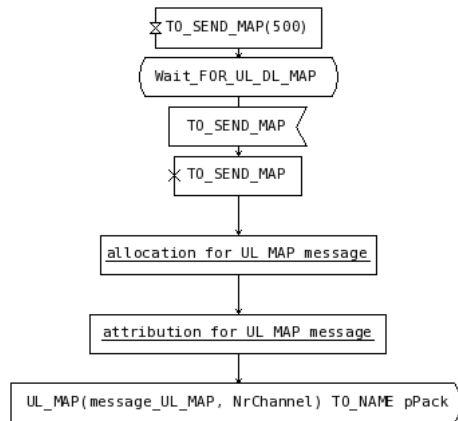 TO_SEND_MAP(500)
Wait_FOR_UL_DL_MAP
TO_SEND_MAP
TO_SEND_MAP
allocation for UL MAP message
attribution for UL MAP message
UL_MAP(message_UL_MAP, NrChannel) TO_NAME pPack